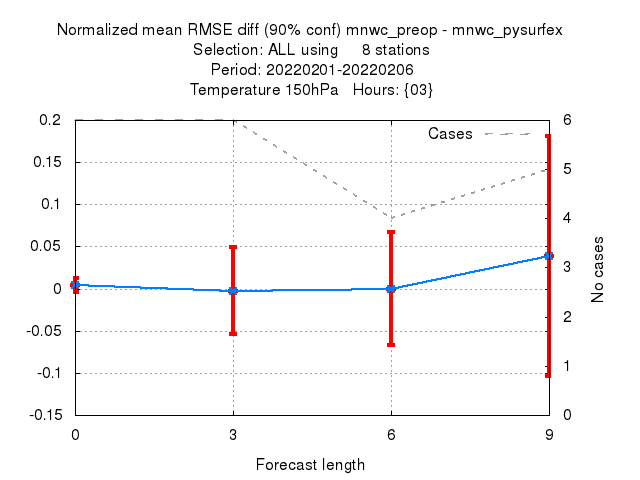 Normalized mean RMSE diff (90% conf) mnwc_preop - mnwc_pysurfex
Selection: ALL using     8 stations
Period: 20220201-20220206
Temperature 150hPa   Hours: {03}
Cases
0.2
0.15
0.1
0.05
0
-0.05
-0.1
-0.15
6
5
4
3
2
1
0
No cases
0 3 6 9
Forecast length